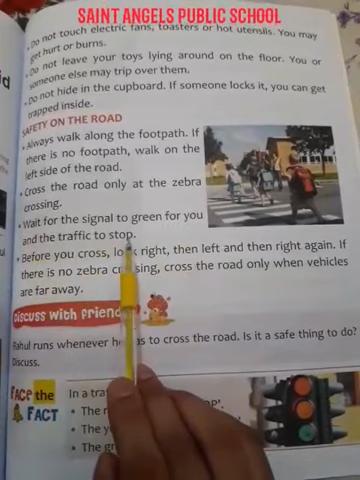 SAINT ANGELS PUBLIC SCHOOL
• Do not touch electric fans, toasters or hot utensils. You may
get hurt or burns.
• Do not leave your toys lying around on the floor. You or
someone else may trip over them.
• Do not hide in the cupboard. If someone locks it, you can get
trapped inside.
SAFETY ON THE ROAD
• Always walk along the footpath. If
there is no footpath, walk on the
left side of the road.
• Cross the road only at the zebra
crossing.
• Wait for the signal to green for you
and the traffic to stop.
• Before you cross, look right, then left and then right again. If
there is no zebra crossing, cross the road only when vehicles
are far away.
Discuss with friends
Rahul runs whenever he has to cross the road. Is it a safe thing to do?
Discuss.
FACE the
FACT
In a
• The
• The
• The